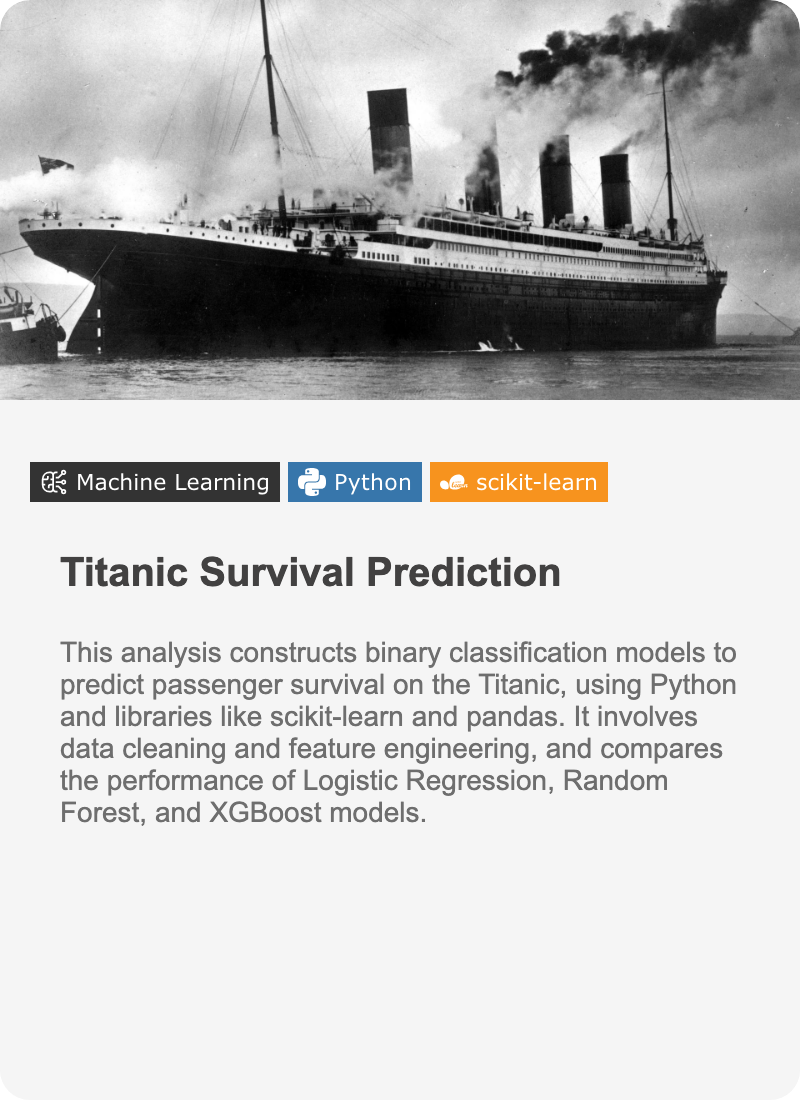 Machine Learning
Python
scikit-learn
Titanic Survival Prediction
This analysis constructs binary classification models to
predict passenger survival on the Titanic, using Python
and libraries like scikit-learn and pandas. It involves
data cleaning and feature engineering, and compares
the performance of Logistic Regression, Random
Forest, and XGBoost models.